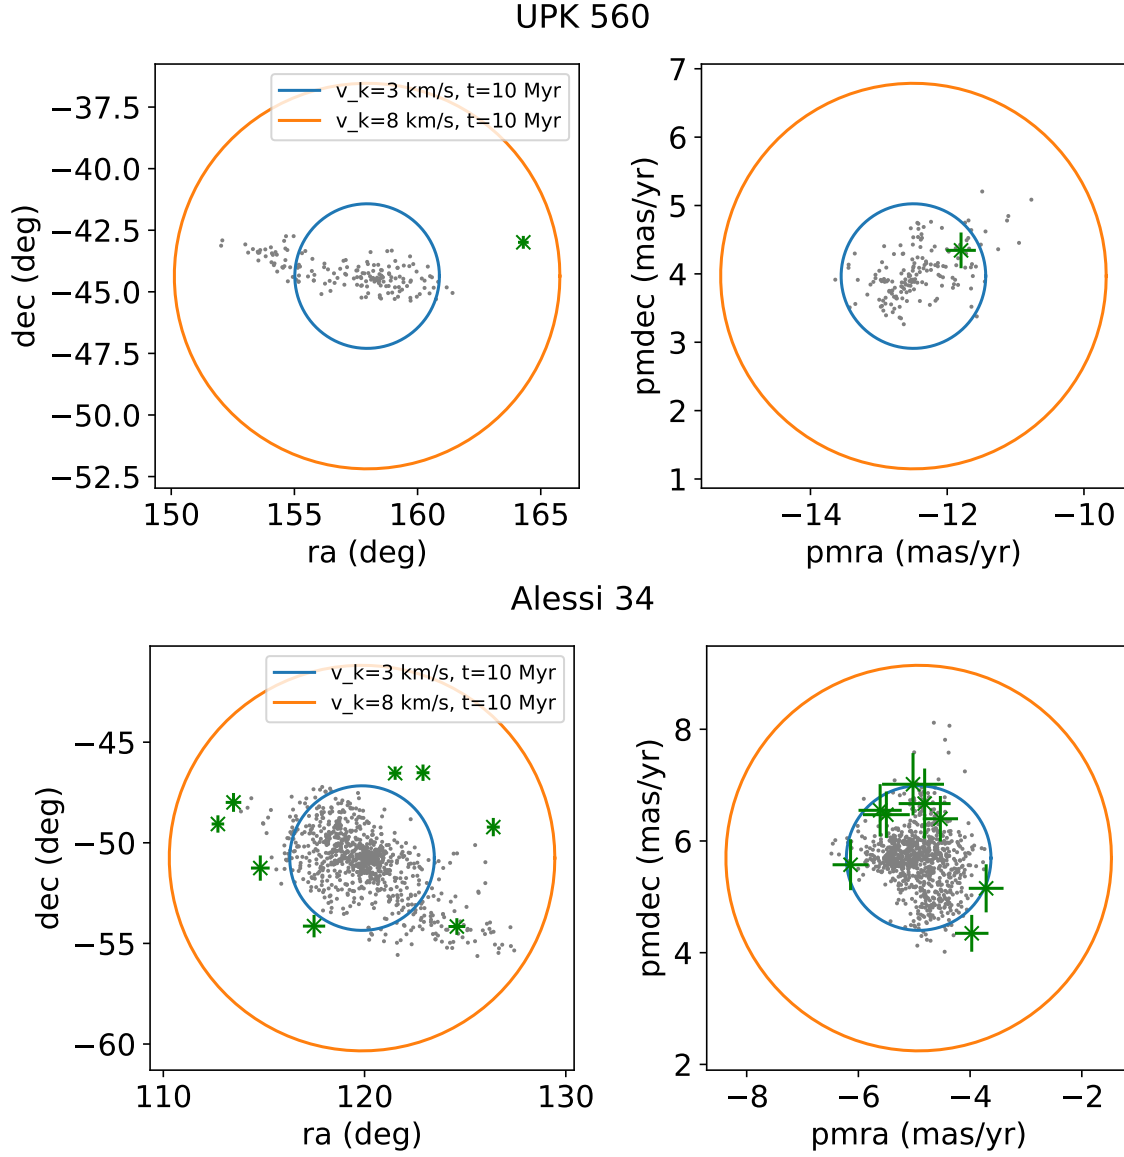 UPK 560
v_k=3 km/s, t=10 Myr
v_k=8 km/s, t=10 Myr
−37.5
−40.0
−42.5
−45.0
−47.5
−50.0
−52.5
dec (deg)
150 155 160 165
ra (deg)
7
6
5
4
3
2
1
pmdec (mas/yr)
−14 −12 −10
pmra (mas/yr)
Alessi 34
v_k=3 km/s, t=10 Myr
v_k=8 km/s, t=10 Myr
−45
−50
−55
−60
dec (deg)
110 120 130
ra (deg)
8
6
4
2
pmdec (mas/yr)
−8 −6 −4 −2
pmra (mas/yr)